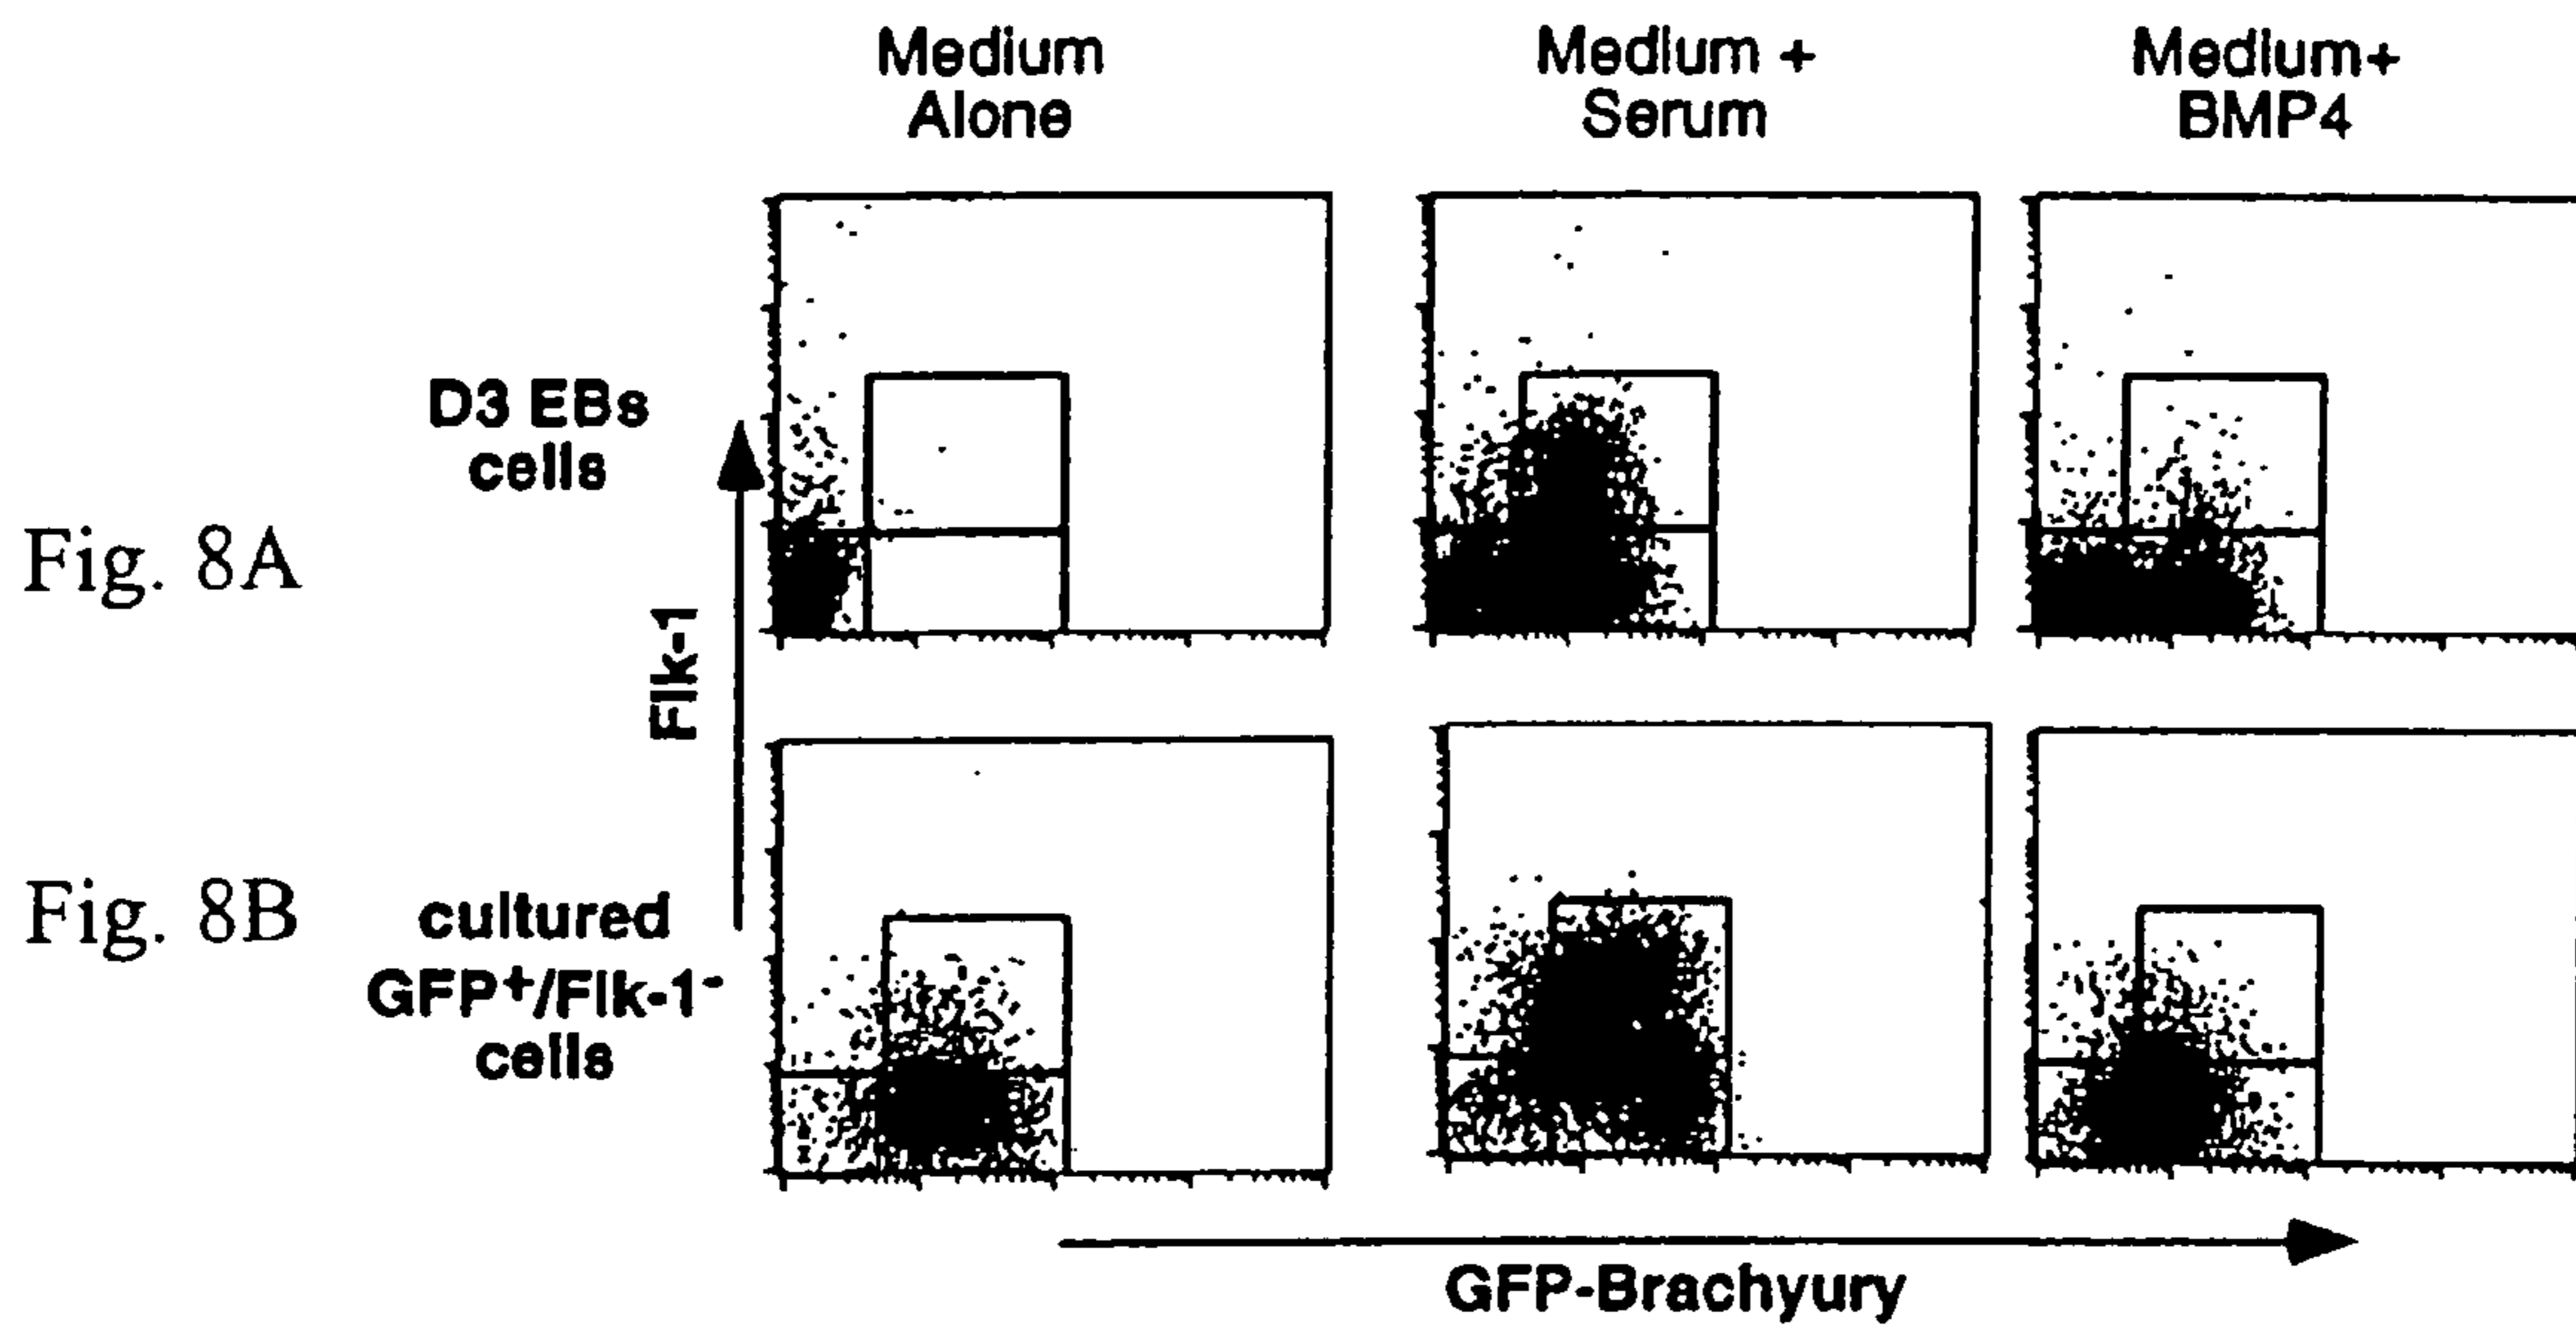 Medium
Alone
Medium +
Serum
Medium+
BMP4
D3 EBs
cells
Fig. 8A
Flk-1
Fig. 8B
cultured
GFP⁺/Flk-1⁻
cells
GFP-Brachyury